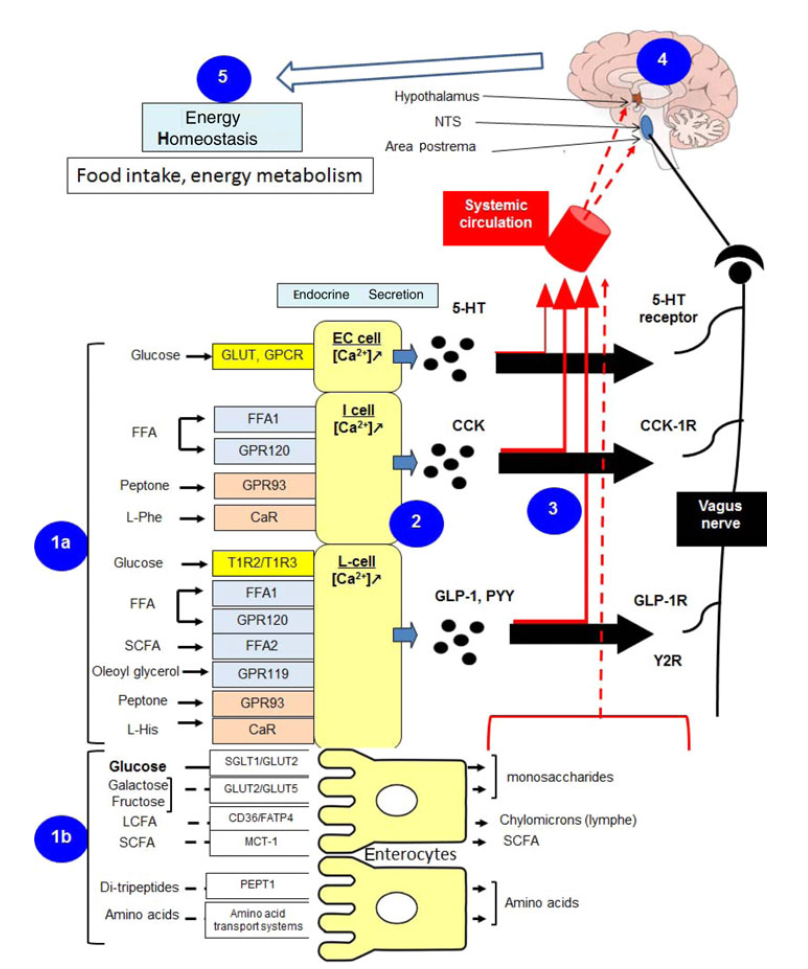 5
4
Energy
Homeostasis
Food intake, energy metabolism
Hypothalamus
NTS
Area postrema
Systemic
circulation
Endocrine Secretion
5-HT
5-HT
receptor
EC cell
[Ca²⁺]↗
Glucose
GLUT, GPCR
I cell
[Ca²⁺]↗
FFA
FFA1
GPR120
CCK
CCK-1R
Peptone
GPR93
L-Phe
CaR
1a
2
3
Vagus
nerve
Glucose
T1R2/T1R3
L-cell
[Ca²⁺]↗
FFA
FFA1
GPR120
GLP-1, PYY
GLP-1R
SCFA
FFA2
Y2R
Oleoyl glycerol
GPR119
Peptone
GPR93
L-His
CaR
1b
Glucose
SGLT1/GLUT2
Galactose
Fructose
GLUT2/GLUT5
monosaccharides
LCFA
CD36/FATP4
Chylomicrons (lymphe)
SCFA
MCT-1
SCFA
Enterocytes
Di-tripeptides
PEPT1
Amino acids
Amino acid
transport systems
Amino acids